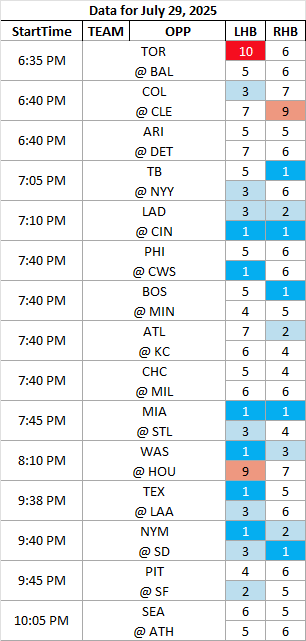 Data for July 29, 2025
StartTime TEAM OPP LHB RHB
6:35 PM TOR 10 6
@ BAL 5 6
6:40 PM COL 3 7
@ CLE 7 9
6:40 PM ARI 5 5
@ DET 7 6
7:05 PM TB 5 1
@ NYY 3 6
7:10 PM LAD 3 2
@ CIN 1 1
7:40 PM PHI 5 6
@ CWS 1 6
7:40 PM BOS 5 1
@ MIN 4 5
7:40 PM ATL 7 2
@ KC 6 4
7:40 PM CHC 5 4
@ MIL 6 6
7:45 PM MIA 1 1
@ STL 3 4
8:10 PM WAS 1 3
@ HOU 9 7
9:38 PM TEX 1 5
@ LAA 3 6
9:40 PM NYM 1 2
@ SD 3 1
9:45 PM PIT 4 6
@ SF 2 5
10:05 PM SEA 6 5
@ ATH 5 6